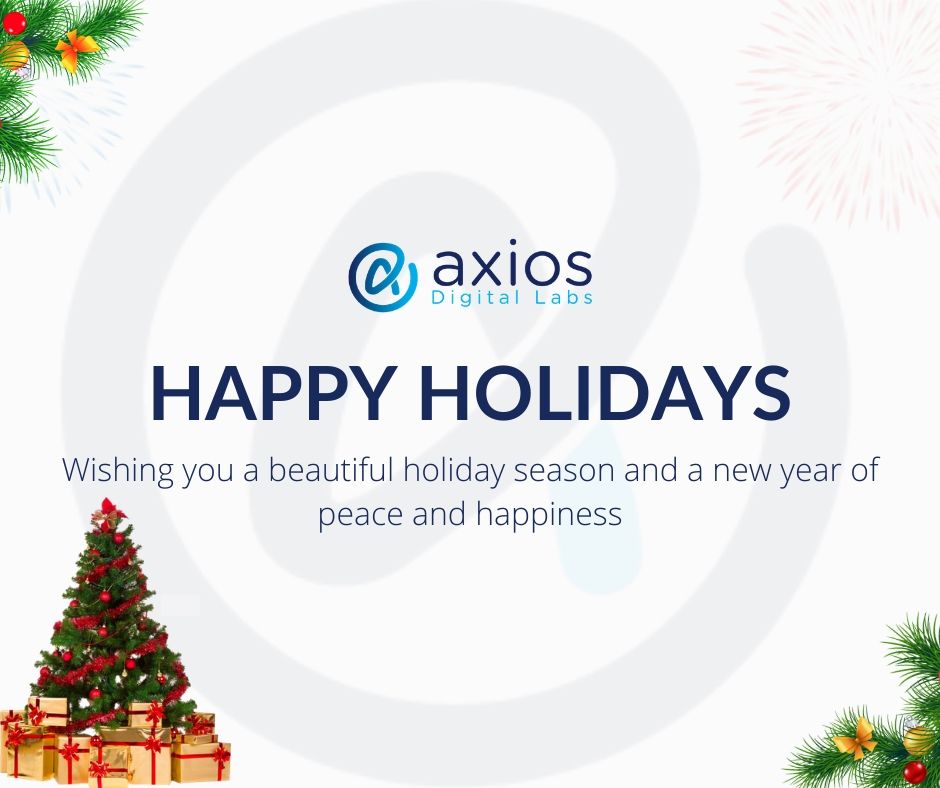 axios
Digital Labs
HAPPY HOLIDAYS
Wishing you a beautiful holiday season and a new year of
peace and happiness